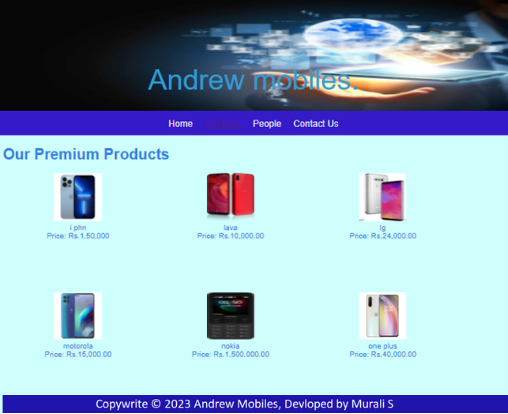 Andrew mobiles.
Home People Contact Us
Our Premium Products
i phn lava lg
Price: Rs.1,50,000 Price: Rs.10,000.00 Price: Rs.24,000.00
motorola nokia one plus
Price: Rs.15,000.00 Price: Rs.1,500,000.00 Price: Rs.40,000.00
Copywrite © 2023 Andrew Mobiles, Devloped by Murali S